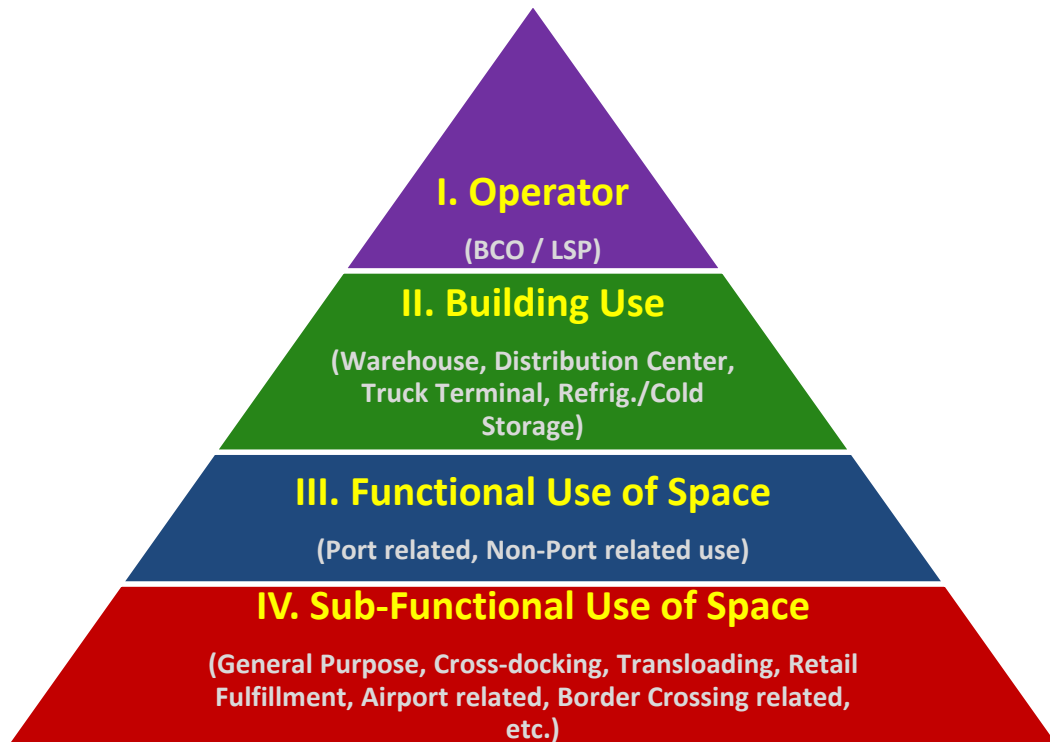 I. Operator
(BCO / LSP)
II. Building Use
(Warehouse, Distribution Center,
Truck Terminal, Refrig./Cold
Storage)
III. Functional Use of Space
(Port related, Non-Port related use)
IV. Sub-Functional Use of Space
(General Purpose, Cross-docking, Transloading, Retail
Fulfillment, Airport related, Border Crossing related,
etc.)